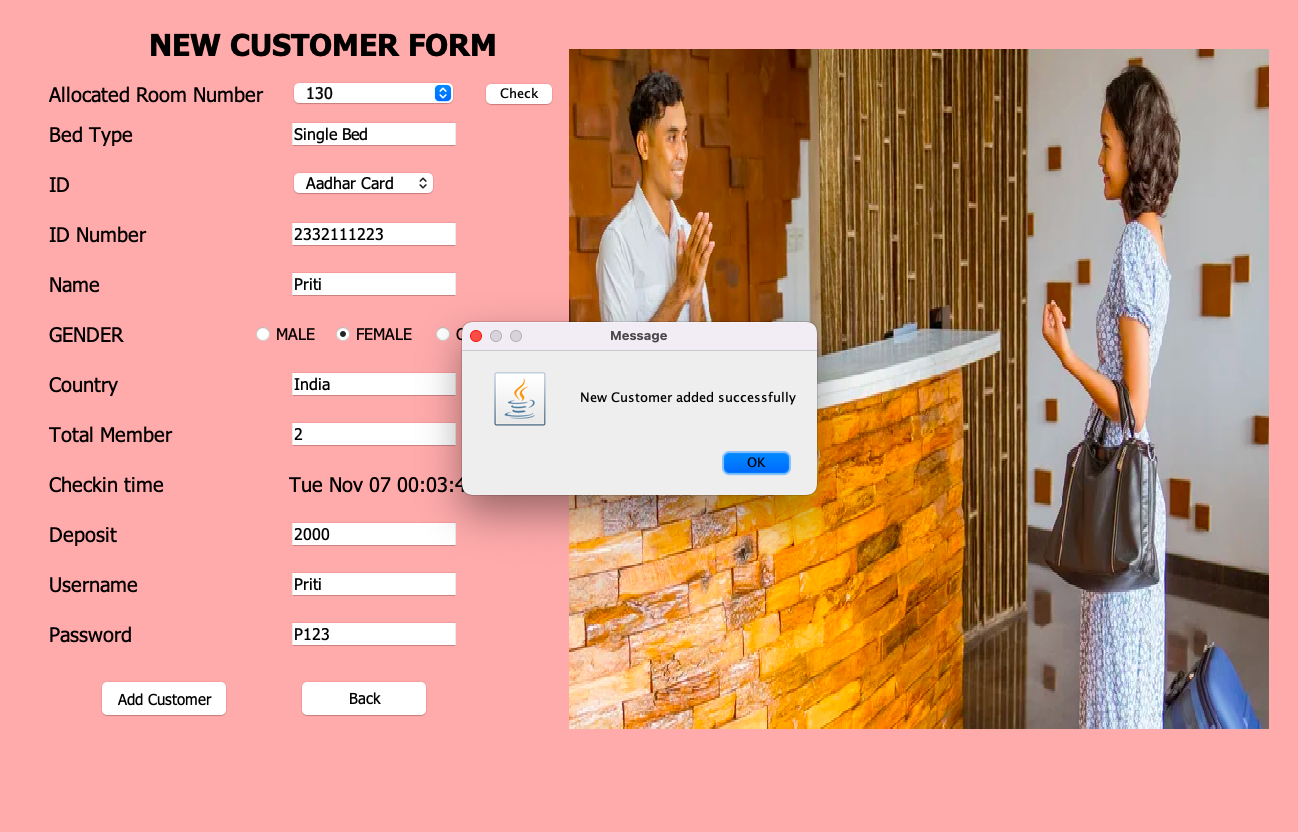 NEW CUSTOMER FORM
Allocated Room Number 130 Check
Bed Type Single Bed
ID Aadhar Card
ID Number 2332111223
Name Priti
GENDER MALE FEMALE
Message
Country India
New Customer added successfully
Total Member 2
OK
Checkin time Tue Nov 07 00:03:4
Deposit 2000
Username Priti
Password P123
Add Customer Back